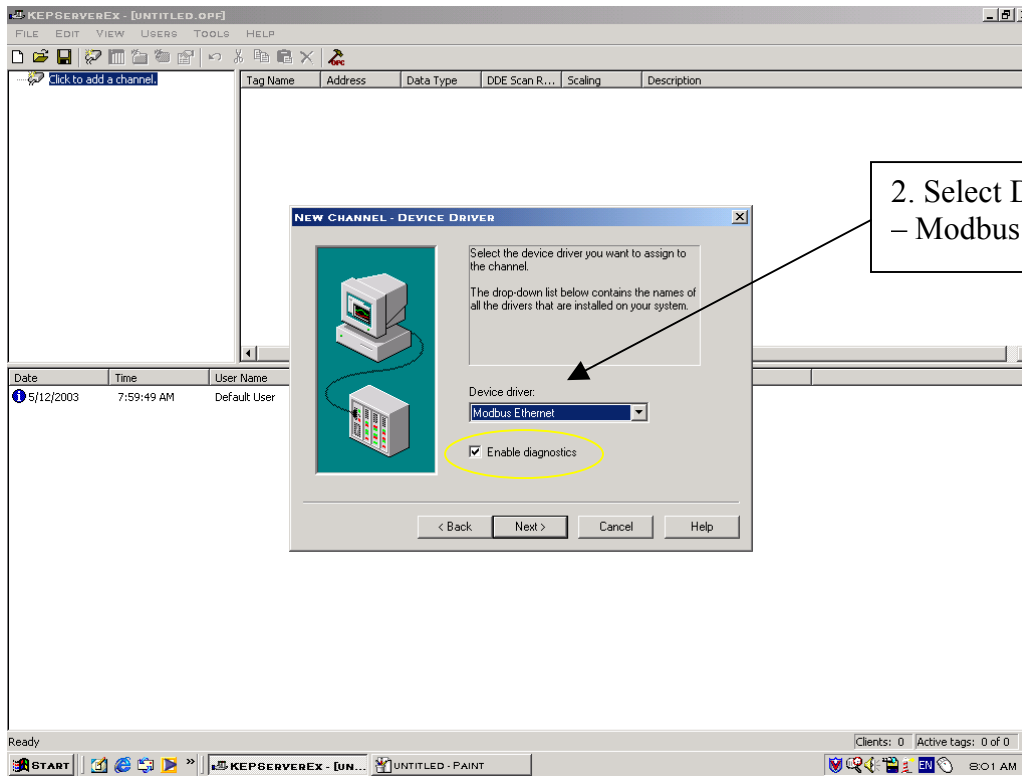 KEPServerEx - [Untitled.opf]
File Edit View Users Tools Help
Click to add a channel.
Tag Name Address Data Type DDE Scan R... Scaling Description
2. Select
– Modbus
New Channel - Device Driver
Select the device driver you want to assign to
the channel.
The drop-down list below contains the names of
all the drivers that are installed on your system.
Device driver:
Modbus Ethernet
Enable diagnostics
< Back Next > Cancel Help
Date Time User Name
5/12/2003 7:59:49 AM Default User
Ready
Clients: 0 Active tags: 0 of 0
Start » KEPServerEx - [Un... untitled - Paint EN 8:01 AM